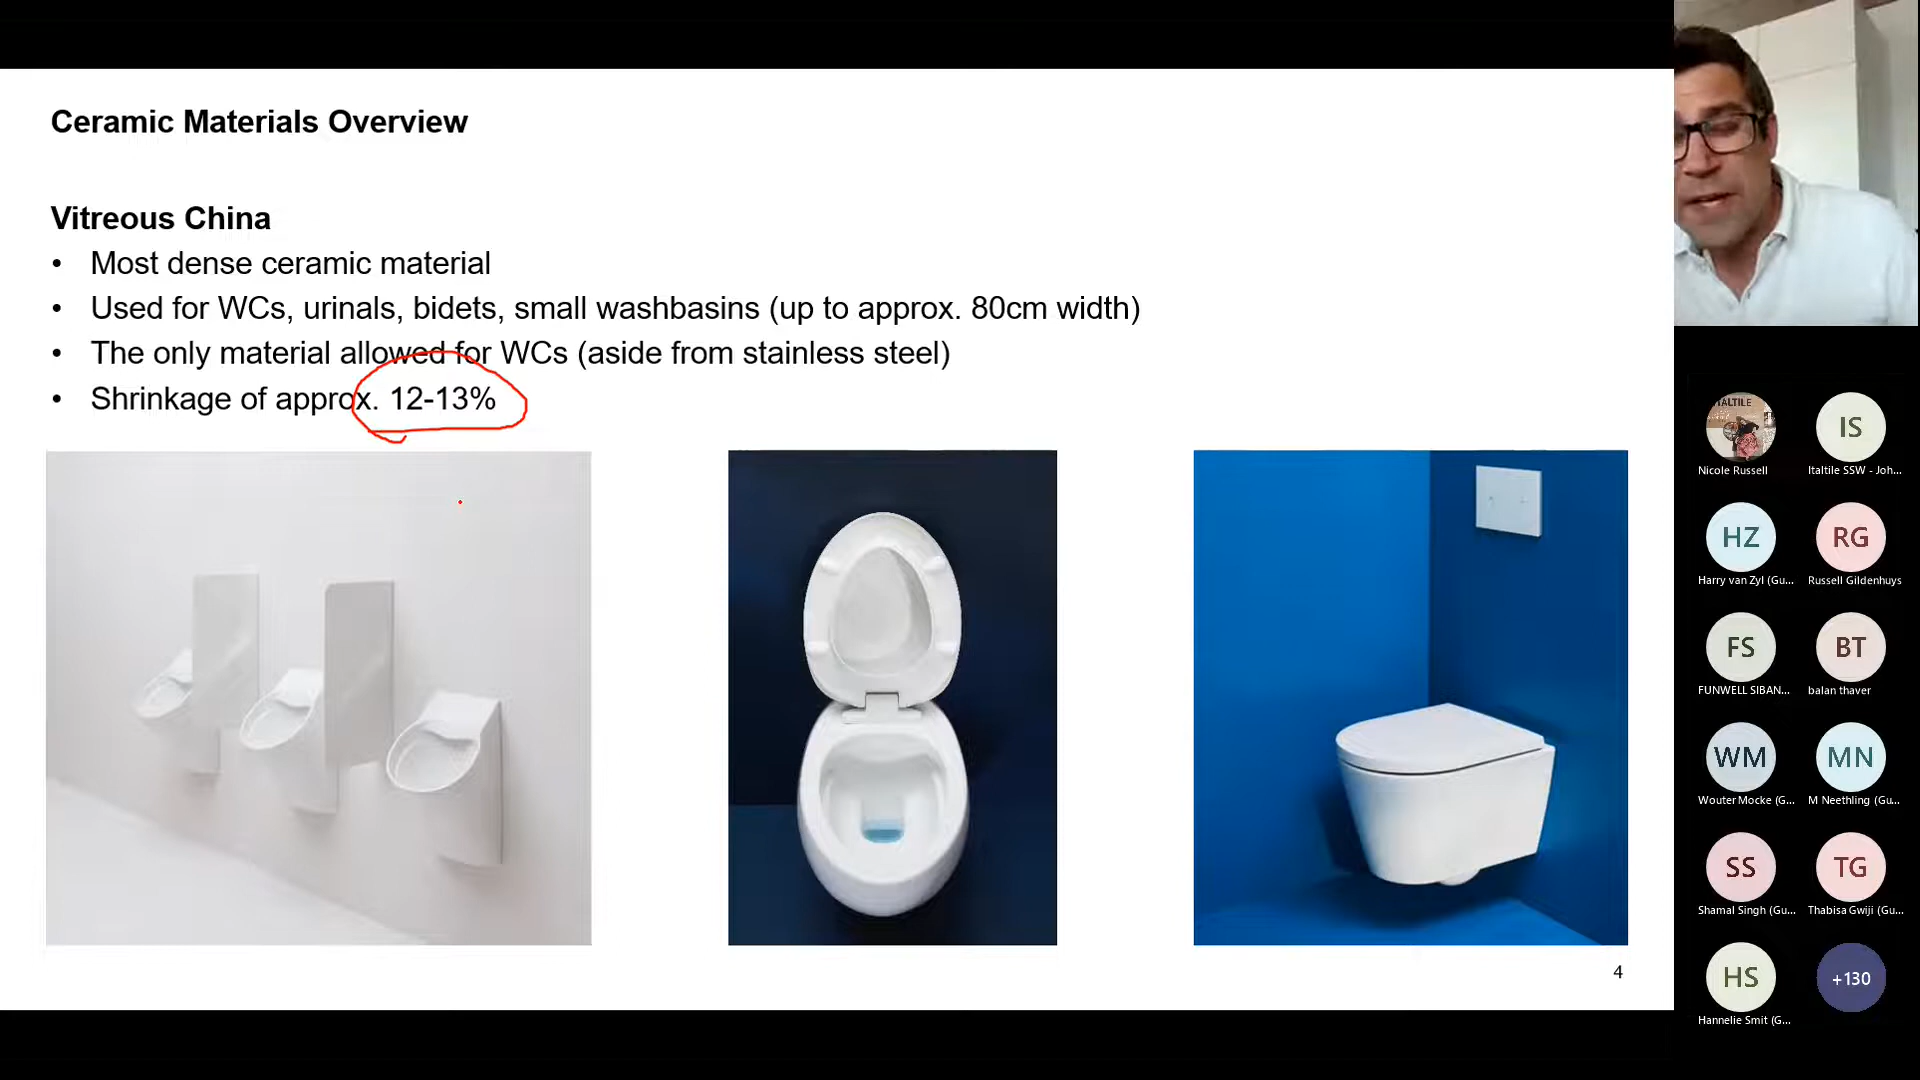 Ceramic Materials Overview
Vitreous China
• Most dense ceramic material
• Used for WCs, urinals, bidets, small washbasins (up to approx. 80cm width)
• The only material allowed for WCs (aside from stainless steel)
• Shrinkage of approx. 12-13%
4
ITALTILE
Nicole Russell
IS
Italtile SSW - Joh...
HZ
Harry van Zyl (Gu...
RG
Russell Gildenhuys
FS
FUNWELL SIBAN...
BT
balan thaver
WM
Wouter Mocke (G...
MN
M Neethling (Gu...
SS
Shamal Singh (Gu...
TG
Thabisa Gwiji (Gu...
HS
Hannelie Smit (G...
+130